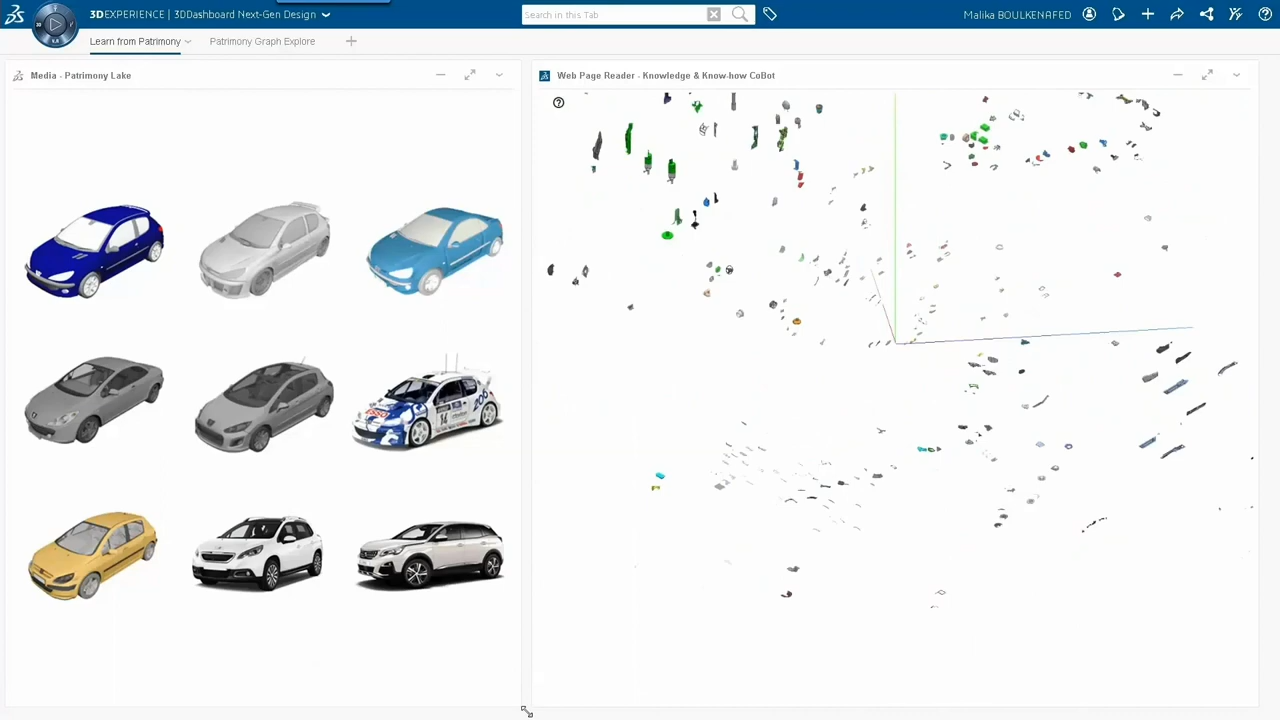 3DEXPERIENCE | 3DDashboard Next-Gen Design
Search in this Tab
Malika BOULKENAFED
Learn from Patrimony
Patrimony Graph Explore
Media - Patrimony Lake
Web Page Reader - Knowledge & Know-how CoBot
206
14